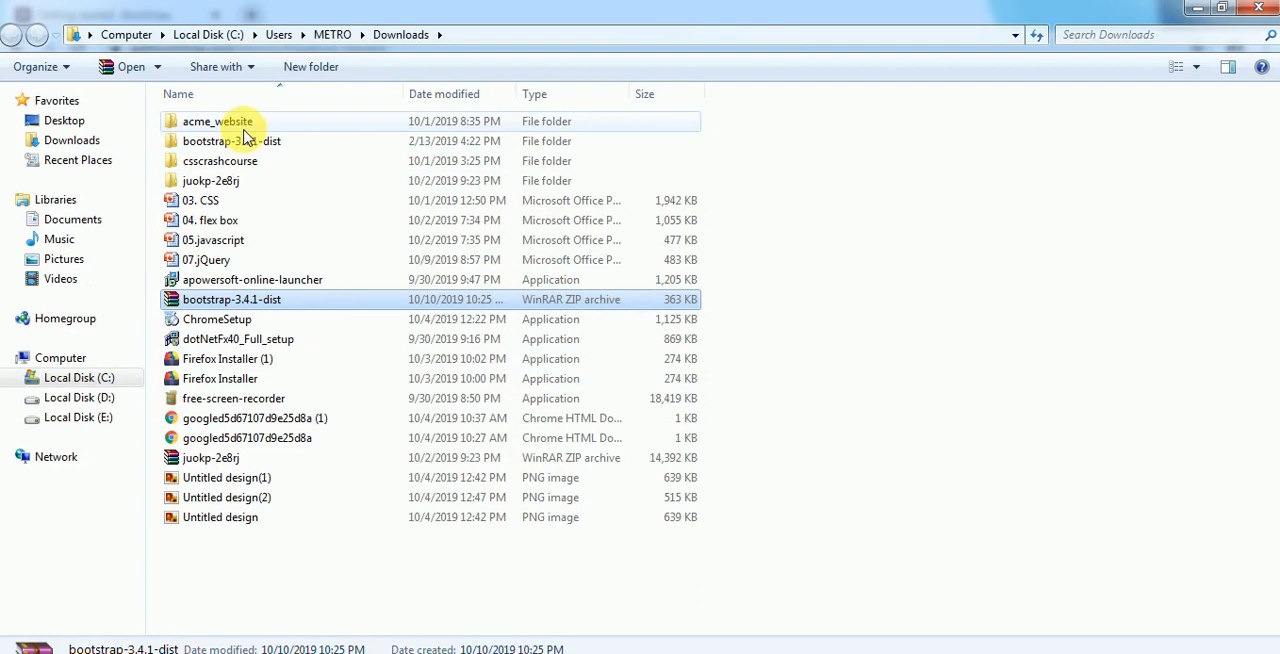 Computer Local Disk (C:) Users METRO Downloads Search Downloads
Organize Open Share with New folder
Name Date modified Type Size
Favorites
Desktop
Downloads
Recent Places
Libraries
Documents
Music
Pictures
Videos
Homegroup
Computer
Local Disk (C:)
Local Disk (D:)
Local Disk (E:)
Network
acme_website 10/1/2019 8:35 PM File folder
bootstrap-3.4.1-dist 2/13/2019 4:22 PM File folder
csscrashcourse 10/1/2019 3:25 PM File folder
juokp-2e8rj 10/2/2019 9:23 PM File folder
03. CSS 10/1/2019 12:50 PM Microsoft Office P... 1,942 KB
04. flex box 10/2/2019 7:34 PM Microsoft Office P... 1,055 KB
05.javascript 10/2/2019 7:35 PM Microsoft Office P... 477 KB
07.jQuery 10/9/2019 8:57 PM Microsoft Office P... 483 KB
apowersoft-online-launcher 9/30/2019 9:47 PM Application 1,205 KB
bootstrap-3.4.1-dist 10/10/2019 10:25 ... WinRAR ZIP archive 363 KB
ChromeSetup 10/4/2019 12:22 PM Application 1,125 KB
dotNetFx40_Full_setup 9/30/2019 9:16 PM Application 869 KB
Firefox Installer (1) 10/3/2019 10:02 PM Application 274 KB
Firefox Installer 10/3/2019 10:00 PM Application 274 KB
free-screen-recorder 9/30/2019 8:50 PM Application 18,419 KB
googled5d67107d9e25d8a (1) 10/4/2019 10:37 AM Chrome HTML Do... 1 KB
googled5d67107d9e25d8a 10/4/2019 10:27 AM Chrome HTML Do... 1 KB
juokp-2e8rj 10/2/2019 9:23 PM WinRAR ZIP archive 14,392 KB
Untitled design(1) 10/4/2019 12:42 PM PNG image 639 KB
Untitled design(2) 10/4/2019 12:47 PM PNG image 515 KB
Untitled design 10/4/2019 12:42 PM PNG image 639 KB
bootstrap-3.4.1-dist Date modified: 10/10/2019 10:25 PM Date created: 10/10/2019 10:25 PM